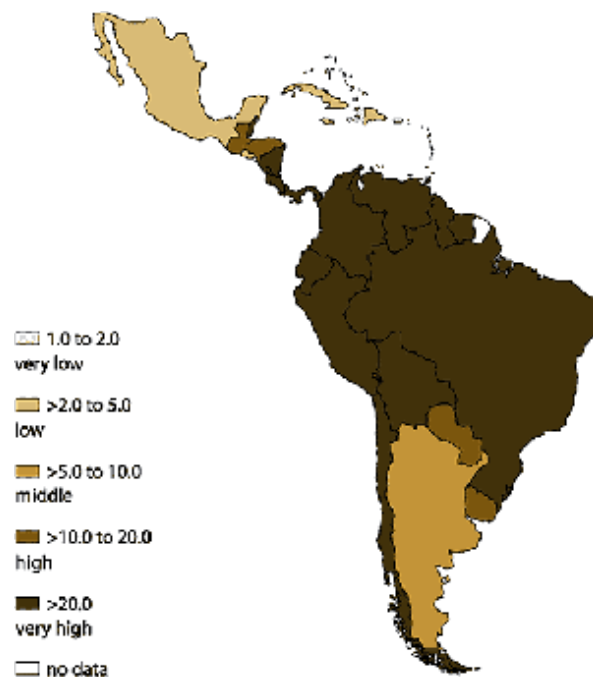 1.0 to 2.0
very low
>2.0 to 5.0
low
>5.0 to 10.0
middle
>10.0 to 20.0
high
>20.0
very high
no data